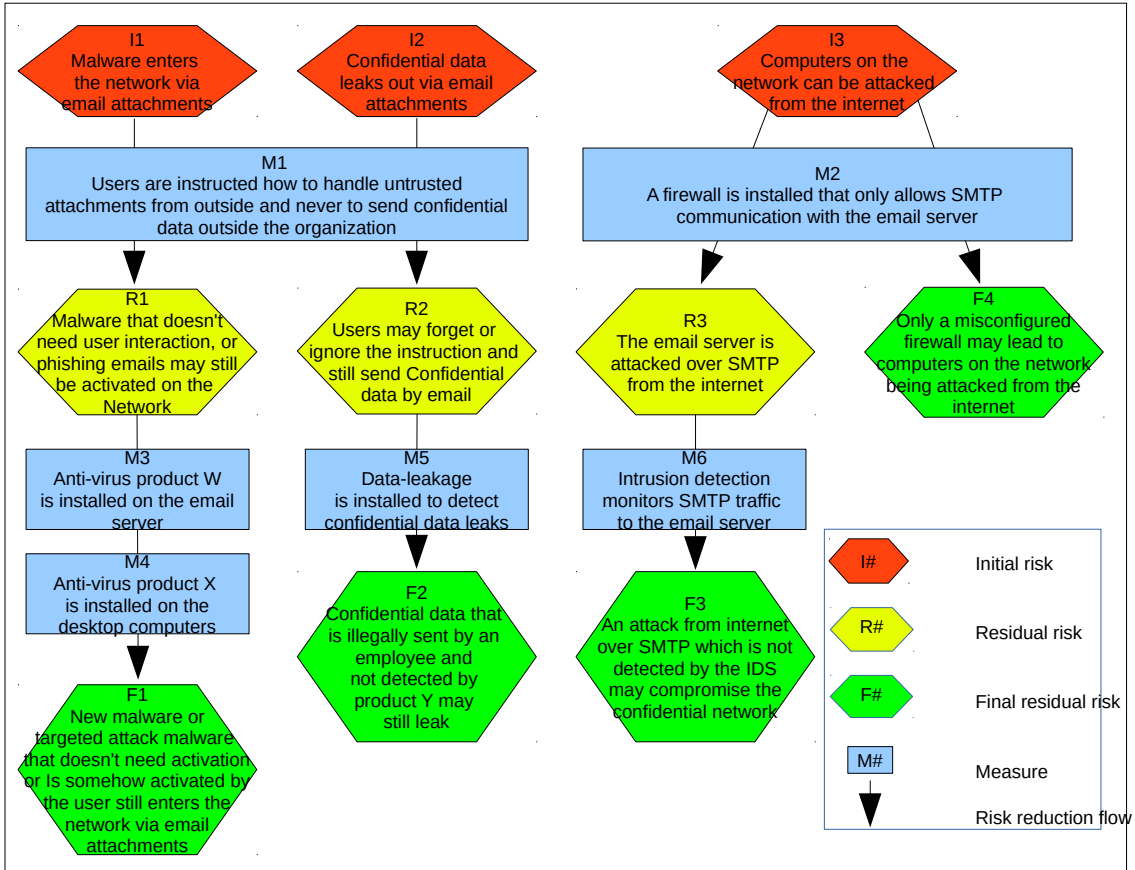 I1
Malware enters
the network via
email attachments
I2
Confidential data
leaks out via email
attachments
I3
Computers on the
network can be attacked
from the internet
M1
Users are instructed how to handle untrusted
attachments from outside and never to send confidential
data outside the organization
M2
A firewall is installed that only allows SMTP
communication with the email server
R1
Malware that doesn't
need user interaction, or
phishing emails may still
be activated on the
Network
R2
Users may forget or
ignore the instruction and
still send Confidential
data by email
R3
The email server is
attacked over SMTP
from the internet
F4
Only a misconfigured
firewall may lead to
computers on the network
being attacked from the
internet
M3
Anti-virus product W
is installed on the email
server
M5
Data-leakage
is installed to detect
confidential data leaks
M6
Intrusion detection
monitors SMTP traffic
to the email server
M4
Anti-virus product X
is installed on the
desktop computers
F2
Confidential data that
is illegally sent by an
employee and
not detected by
product Y may
still leak
F3
An attack from internet
over SMTP which is not
detected by the IDS
may compromise the
confidential network
F1
New malware or
targeted attack malware
that doesn't need activation
or Is somehow activated by
the user still enters the
network via email
attachments
I# Initial risk
R# Residual risk
F# Final residual risk
M# Measure
Risk reduction flow